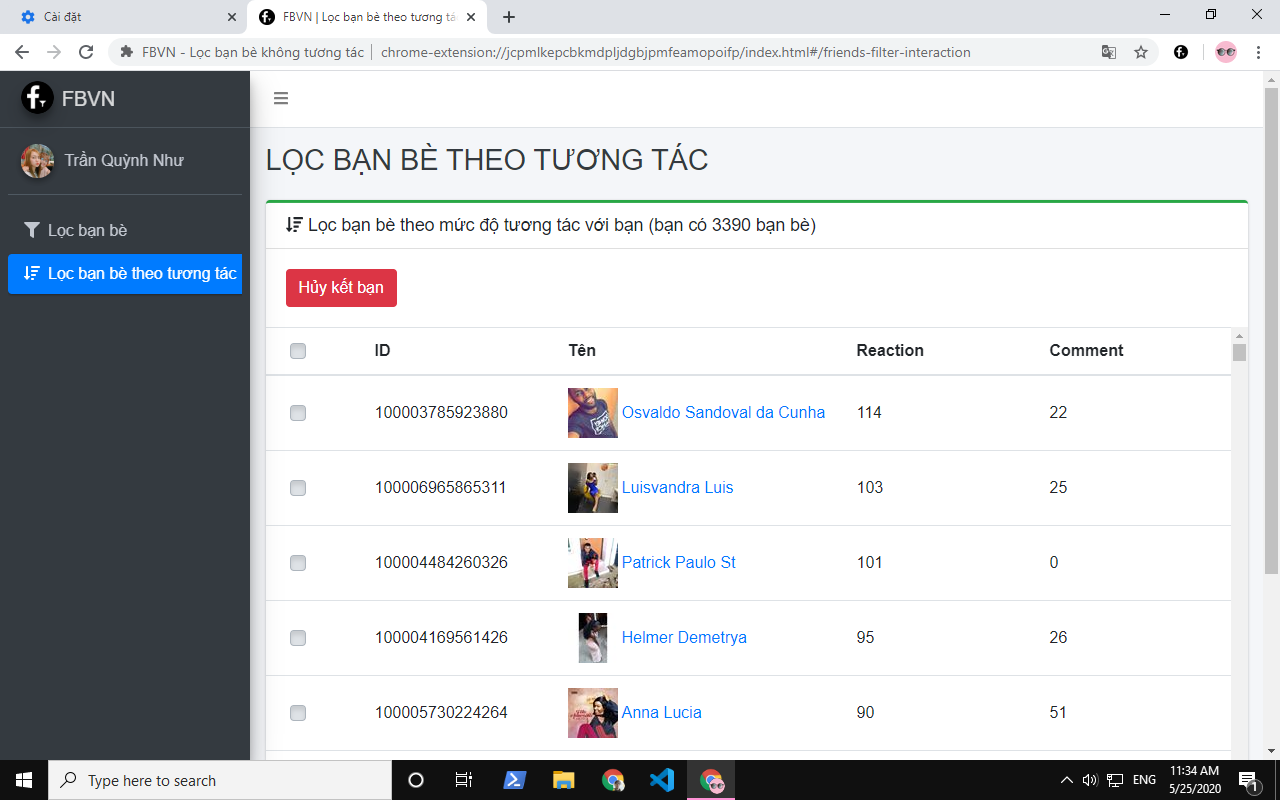 Cài đặt
FBVN | Lọc bạn bè theo tương tá
FBVN - Lọc bạn bè không tương tác | chrome-extension://jcpmlkepcbkmdpljdgbjpmfeamopoifp/index.html#/friends-filter-interaction
FBVN
Trần Quỳnh Như
Lọc bạn bè
Lọc bạn bè theo tương tác
LỌC BẠN BÈ THEO TƯƠNG TÁC
Lọc bạn bè theo mức độ tương tác với bạn (bạn có 3390 bạn bè)
Hủy kết bạn
ID Tên Reaction Comment
100003785923880 Osvaldo Sandoval da Cunha 114 22
100006965865311 Luisvandra Luis 103 25
100004484260326 Patrick Paulo St 101 0
100004169561426 Helmer Demetrya 95 26
100005730224264 Anna Lucia 90 51
Type here to search
ENG
11:34 AM
5/25/2020
1